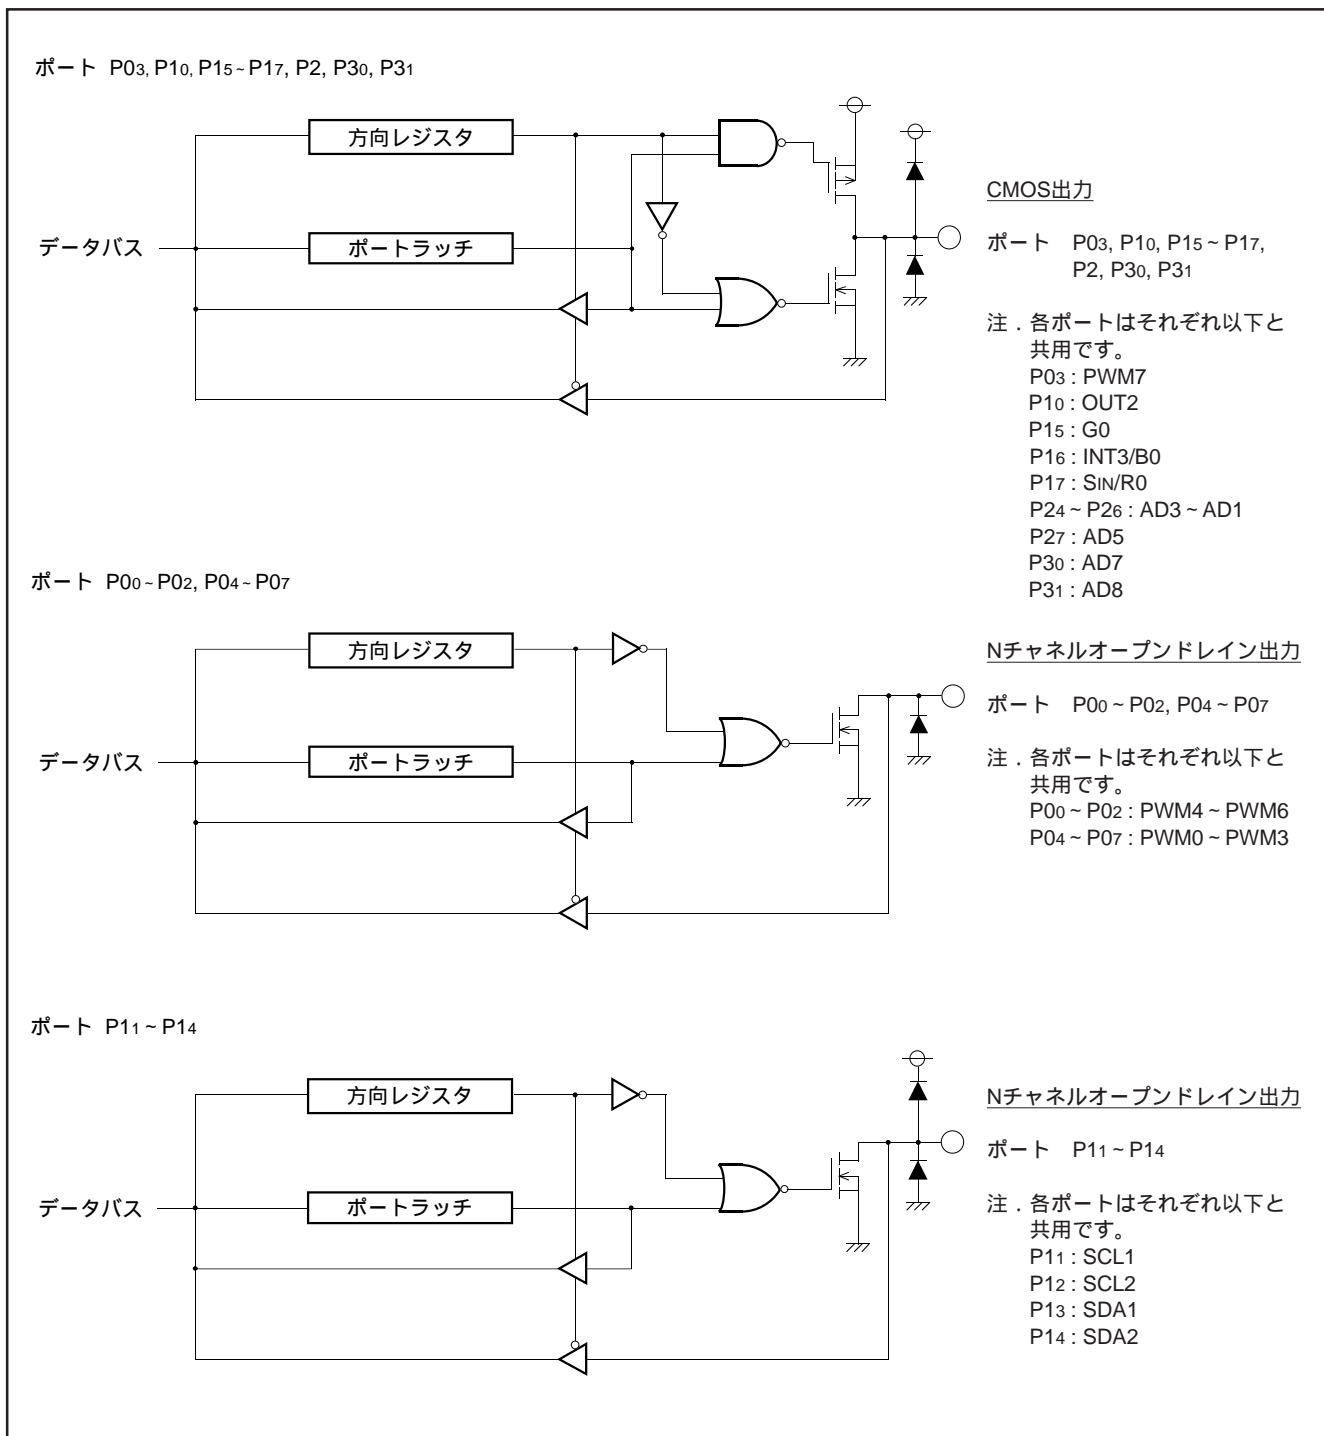 ポート P03, P10, P15~P17, P2, P30, P31
方向レジスタ
データバス
ポートラッチ
CMOS出力
ポート P03, P10, P15 ~ P17,
P2, P30, P31
注．各ポートはそれぞれ以下と
共用です。
P03 : PWM7
P10 : OUT2
P15 : G0
P16 : INT3/B0
P17 : SIN/R0
P24 ~ P26 : AD3 ~ AD1
P27 : AD5
P30 : AD7
P31 : AD8
ポート P00~P02, P04~P07
方向レジスタ
データバス
ポートラッチ
Nチャネルオープンドレイン出力
ポート P00 ~ P02, P04 ~ P07
注．各ポートはそれぞれ以下と
共用です。
P00 ~ P02 : PWM4 ~ PWM6
P04 ~ P07 : PWM0 ~ PWM3
ポート P11 ~ P14
方向レジスタ
データバス
ポートラッチ
Nチャネルオープンドレイン出力
ポート P11 ~ P14
注．各ポートはそれぞれ以下と
共用です。
P11 : SCL1
P12 : SCL2
P13 : SDA1
P14 : SDA2